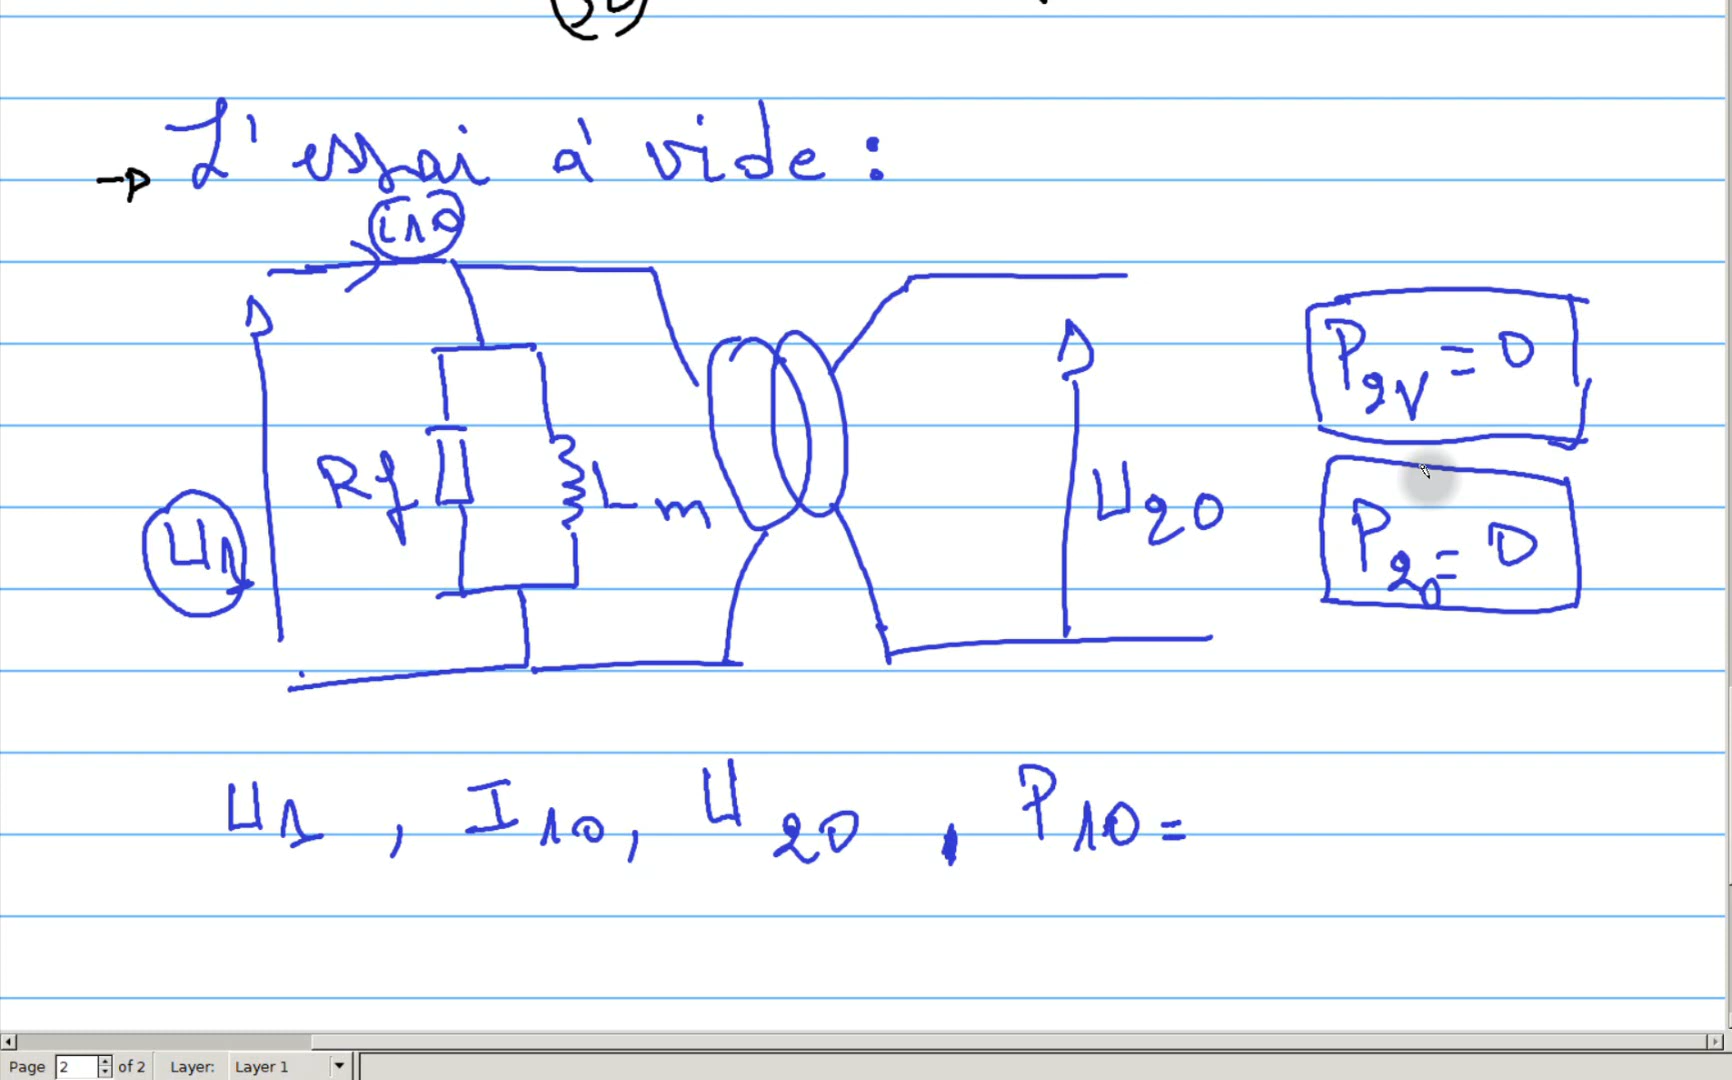 L'essai à vide :
i10
P2V = 0
Rf
Lm
U1
U20
P20 = 0
U1 , I10 , U20 , P10 =
Page 2 of 2 Layer: Layer 1